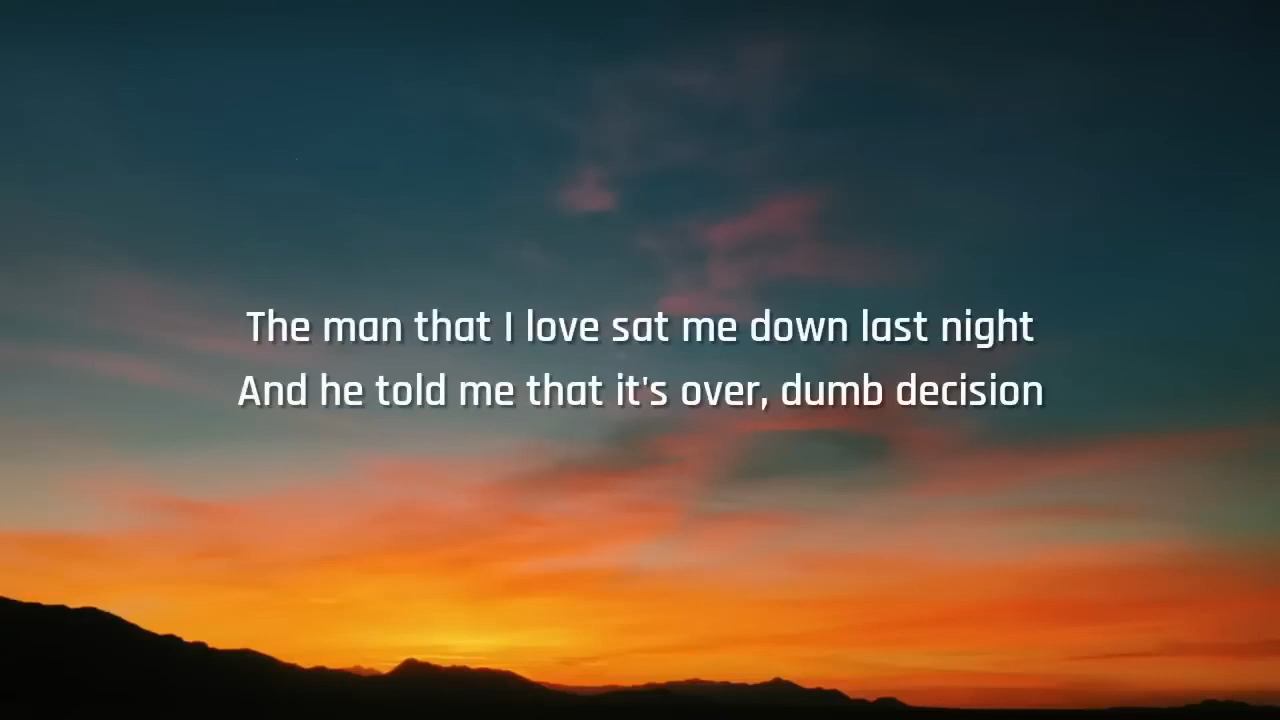 The man that I love sat me down last night
And he told me that it's over, dumb decision